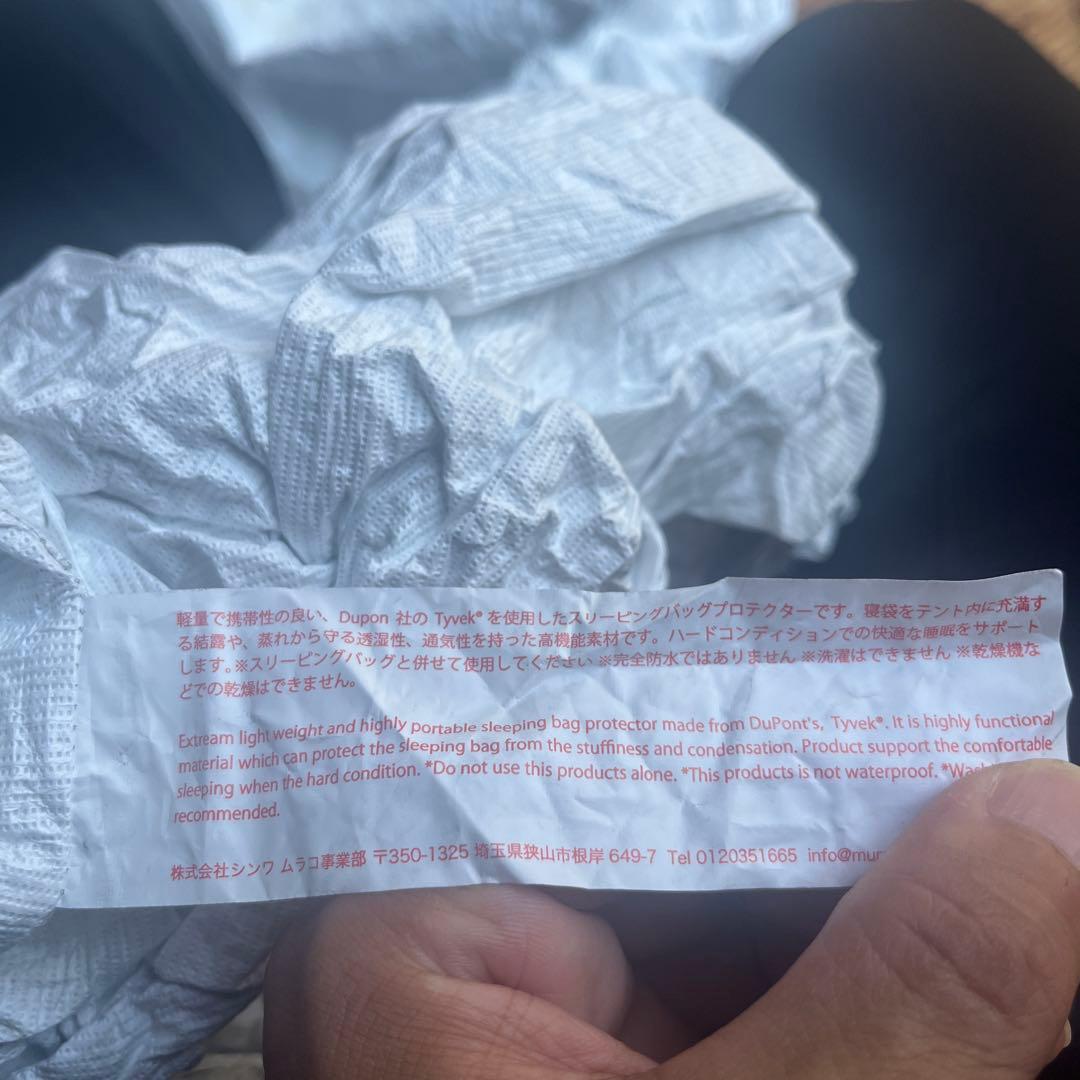 軽量で携帯性の良い、Dupon 社の Tyvek® を使用したスリーピングバッグプロテクターです。寝袋をテント内に充満す
る結露や、蒸れから守る透湿性、通気性を持った高機能素材です。ハードコンディションでの快適な睡眠をサポート
します。※スリーピングバッグと併せて使用してください ※完全防水ではありません ※洗濯はできません ※乾燥機な
どでの乾燥はできません。
Extream light weight and highly portable sleeping bag protector made from DuPont's, Tyvek®. It is highly functional
material which can protect the sleeping bag from the stuffiness and condensation. Product support the comfortable
sleeping when the hard condition. *Do not use this products alone. *This products is not waterproof.
recommended.
株式会社シンワ ムラコ事業部 〒350-1325 埼玉県狭山市根岸 649-7 Tel 0120351665